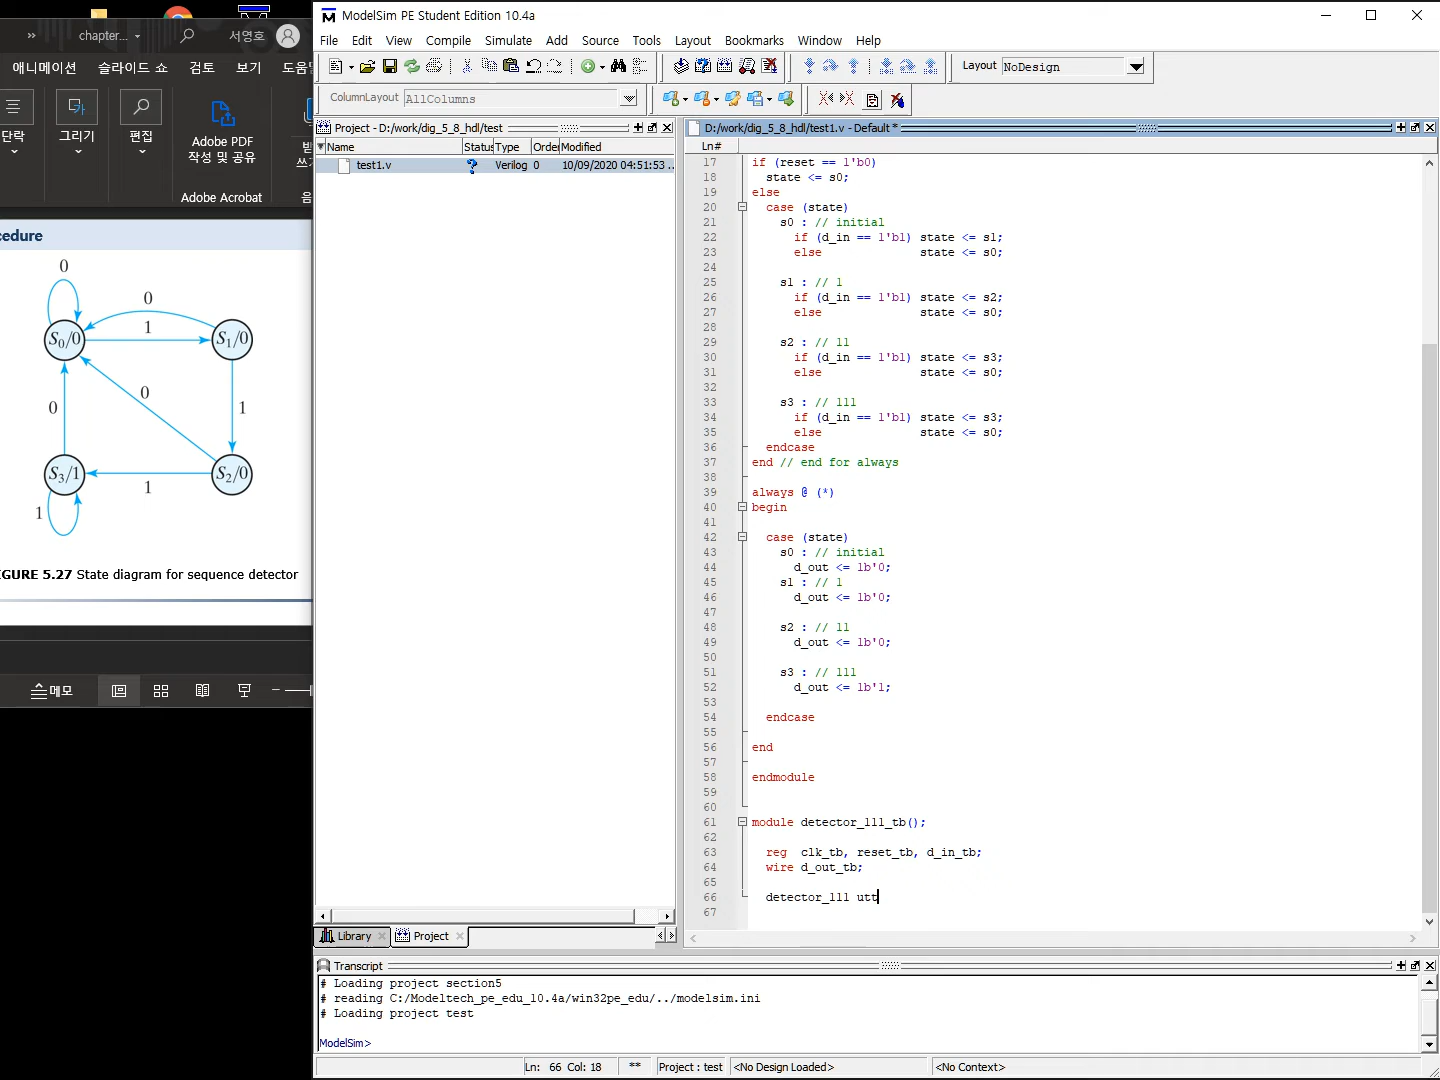 ModelSim PE Student Edition 10.4a
chapter...
서영호
File Edit View Compile Simulate Add Source Tools Layout Bookmarks Window Help
애니메이션 슬라이드 쇼 검토 보기
Layout NoDesign
ColumnLayout AllColumns
단락
그리기
편집
Adobe PDF
작성 및 공유
Adobe Acrobat
Project - D:/work/dig_5_8_hdl/test
Name Status Type Order Modified
test1.v Verilog 0 10/09/2020 04:51:53 ..
Library Project
D:/work/dig_5_8_hdl/test1.v - Default *
Ln#
17 if (reset == 1'b0)
18 state <= s0;
19 else
20 case (state)
21 s0 : // initial
22 if (d_in == 1'b1) state <= s1;
23 else state <= s0;
24
25 s1 : // 1
26 if (d_in == 1'b1) state <= s2;
27 else state <= s0;
28
29 s2 : // 11
30 if (d_in == 1'b1) state <= s3;
31 else state <= s0;
32
33 s3 : // 111
34 if (d_in == 1'b1) state <= s3;
35 else state <= s0;
36 endcase
37 end // end for always
38
39 always @ (*)
40 begin
41
42 case (state)
43 s0 : // initial
44 d_out <= 1b'0;
45 s1 : // 1
46 d_out <= 1b'0;
47
48 s2 : // 11
49 d_out <= 1b'0;
50
51 s3 : // 111
52 d_out <= 1b'1;
53
54 endcase
55
56 end
57
58 endmodule
59
60
61 module detector_111_tb();
62
63 reg clk_tb, reset_tb, d_in_tb;
64 wire d_out_tb;
65
66 detector_111 utt
67
cedure
0
0
S0/0 1 S1/0
0 0 1
S3/1 1 S2/0
1
IGURE 5.27 State diagram for sequence detector
메모
Transcript
# Loading project section5
# reading C:/Modeltech_pe_edu_10.4a/win32pe_edu/../modelsim.ini
# Loading project test
ModelSim>
Ln: 66 Col: 18 ** Project : test <No Design Loaded> <No Context>